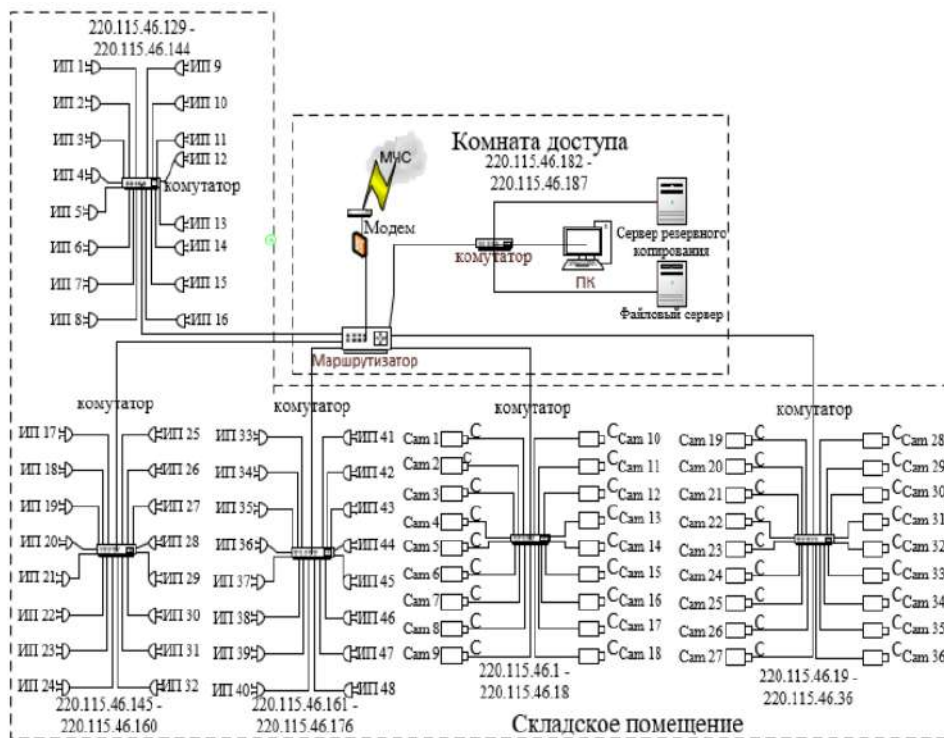 220.115.46.129 -
220.115.46.144
ИП 1
ИП 9
ИП 2
ИП 10
ИП 3
ИП 11
ИП 12
ИП 4
комутатор
ИП 5
ИП 13
ИП 6
ИП 14
ИП 7
ИП 15
ИП 8
ИП 16
Комната доступа
220.115.46.182 -
220.115.46.187
МЧС
Модем
комутатор
ПК
Сервер резервного
копирования
Файловый сервер
Маршрутизатор
комутатор
ИП 17
ИП 25
ИП 18
ИП 26
ИП 19
ИП 27
ИП 20
ИП 28
ИП 21
ИП 29
ИП 22
ИП 30
ИП 23
ИП 31
ИП 24
ИП 32
220.115.46.145 -
220.115.46.160
комутатор
ИП 33
ИП 41
ИП 34
ИП 42
ИП 35
ИП 43
ИП 36
ИП 44
ИП 37
ИП 45
ИП 38
ИП 46
ИП 39
ИП 47
ИП 40
ИП 48
220.115.46.161 -
220.115.46.176
комутатор
Cam 1 C
C Cam 10
Cam 2 C
C Cam 11
Cam 3 C
C Cam 12
Cam 4 C
C Cam 13
Cam 5 C
C Cam 14
Cam 6 C
C Cam 15
Cam 7 C
C Cam 16
Cam 8 C
C Cam 17
Cam 9 C
C Cam 18
220.115.46.1 -
220.115.46.18
комутатор
Cam 19 C
C Cam 28
Cam 20 C
C Cam 29
Cam 21 C
C Cam 30
Cam 22 C
C Cam 31
Cam 23 C
C Cam 32
Cam 24 C
C Cam 33
Cam 25 C
C Cam 34
Cam 26 C
C Cam 35
Cam 27 C
C Cam 36
220.115.46.19 -
220.115.46.36
Складское помещение